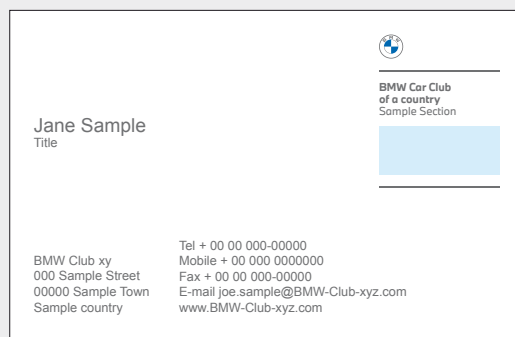 BMW
BMW Car Club
of a country
Sample Section
Jane Sample
Title
BMW Club xy
000 Sample Street
00000 Sample Town
Sample country
Tel + 00 00 000-00000
Mobile + 00 000 0000000
Fax + 00 00 000-00000
E-mail joe.sample@BMW-Club-xyz.com
www.BMW-Club-xyz.com